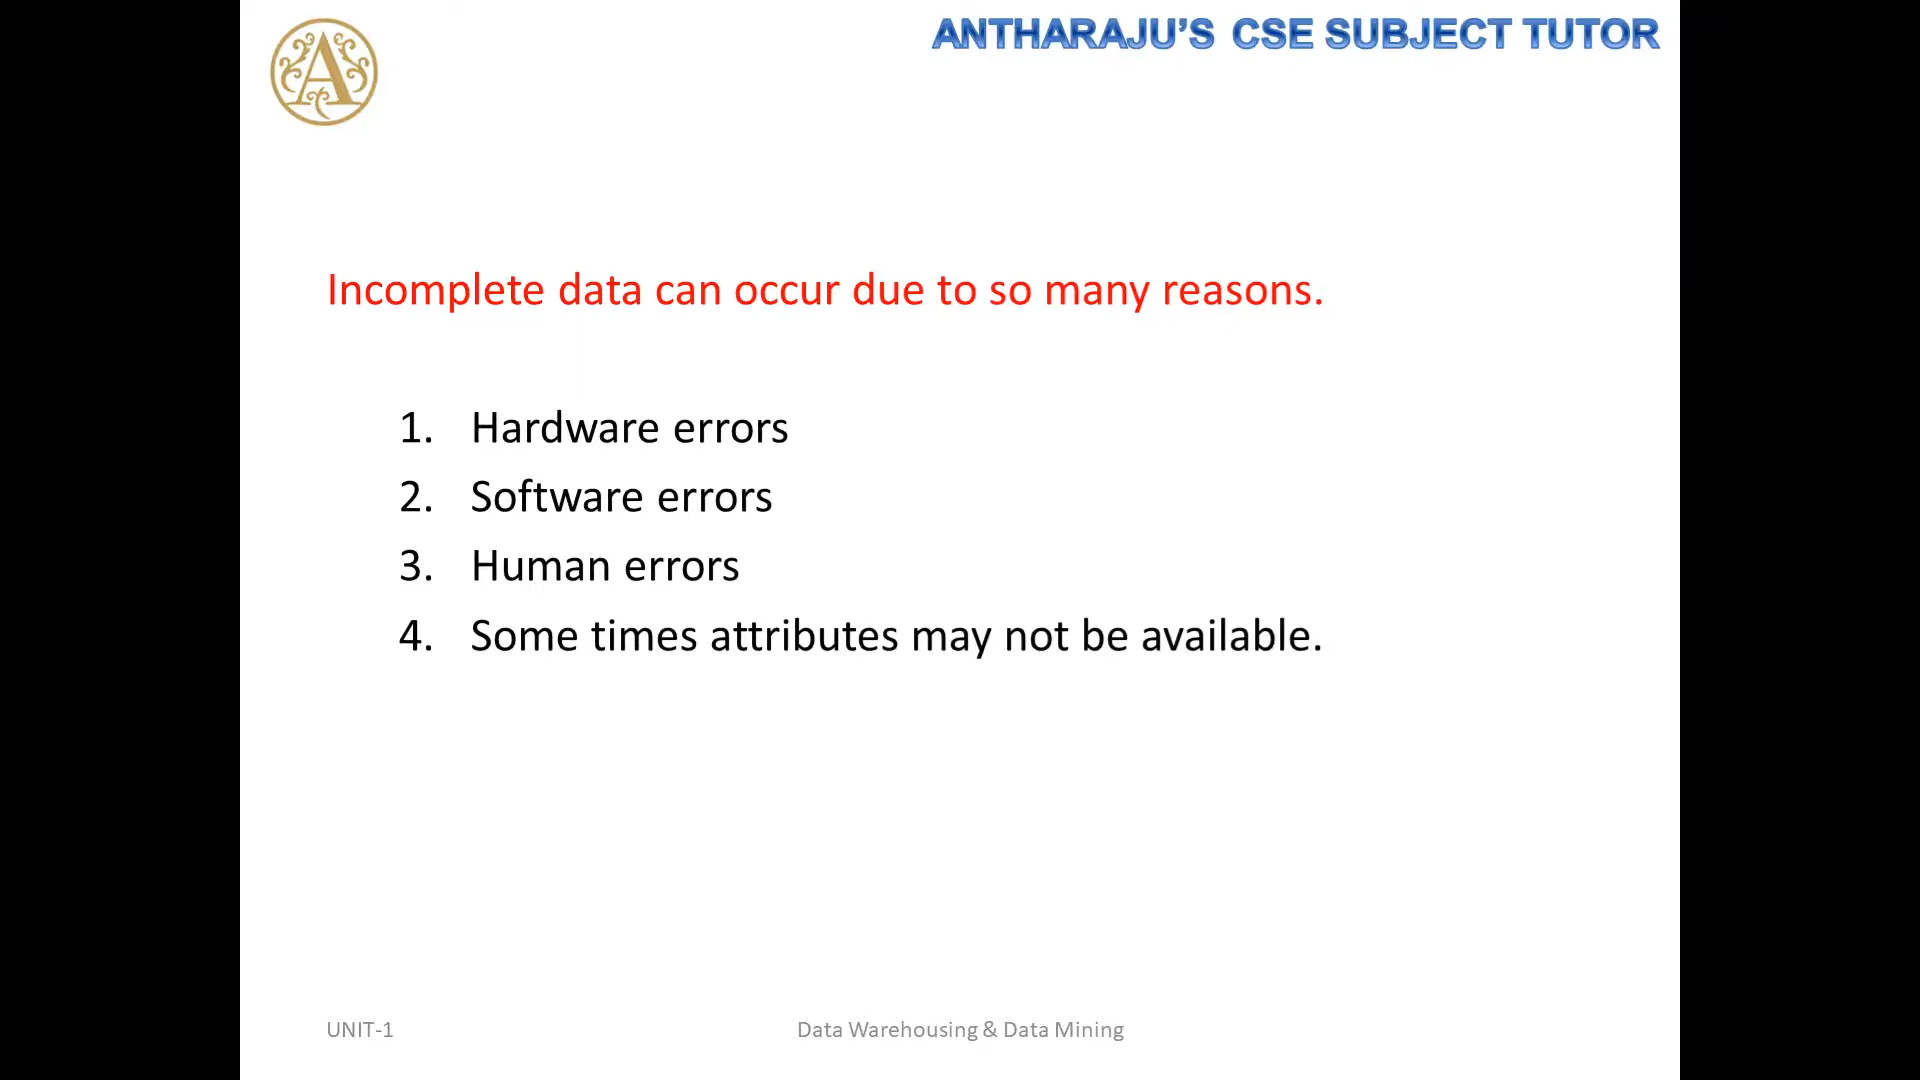 ANTHARAJU’S CSE SUBJECT TUTOR
A
Incomplete data can occur due to so many reasons.
1. Hardware errors
2. Software errors
3. Human errors
4. Some times attributes may not be available.
UNIT-1
Data Warehousing & Data Mining